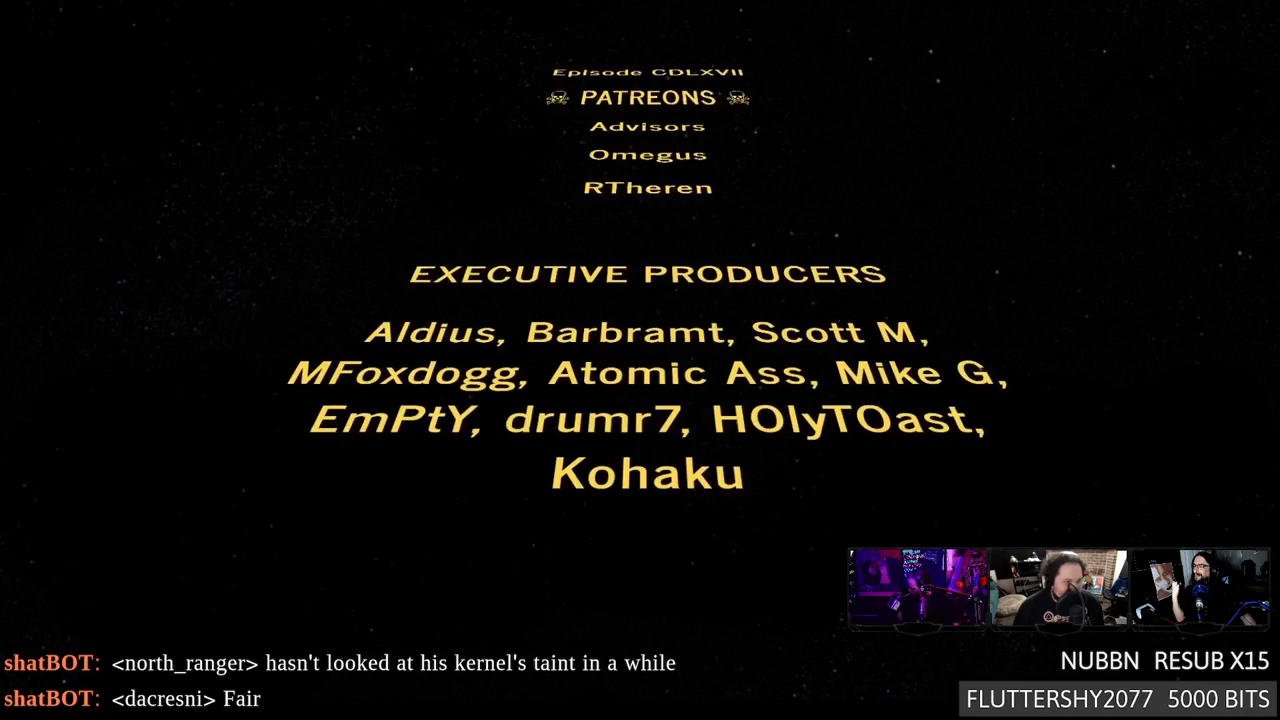 Episode CDLXVII
☠ PATREONS ☠
Advisors
Omegus
RTheren
EXECUTIVE PRODUCERS
Aldius, Barbramt, Scott M,
MFoxdogg, Atomic Ass, Mike G,
EmPtY, drumr7, HOlyTOast,
Kohaku
shatBOT: <north_ranger> hasn't looked at his kernel's taint in a while
shatBOT: <dacresni> Fair
NUBBN RESUB X15
FLUTTERSHY2077 5000 BITS